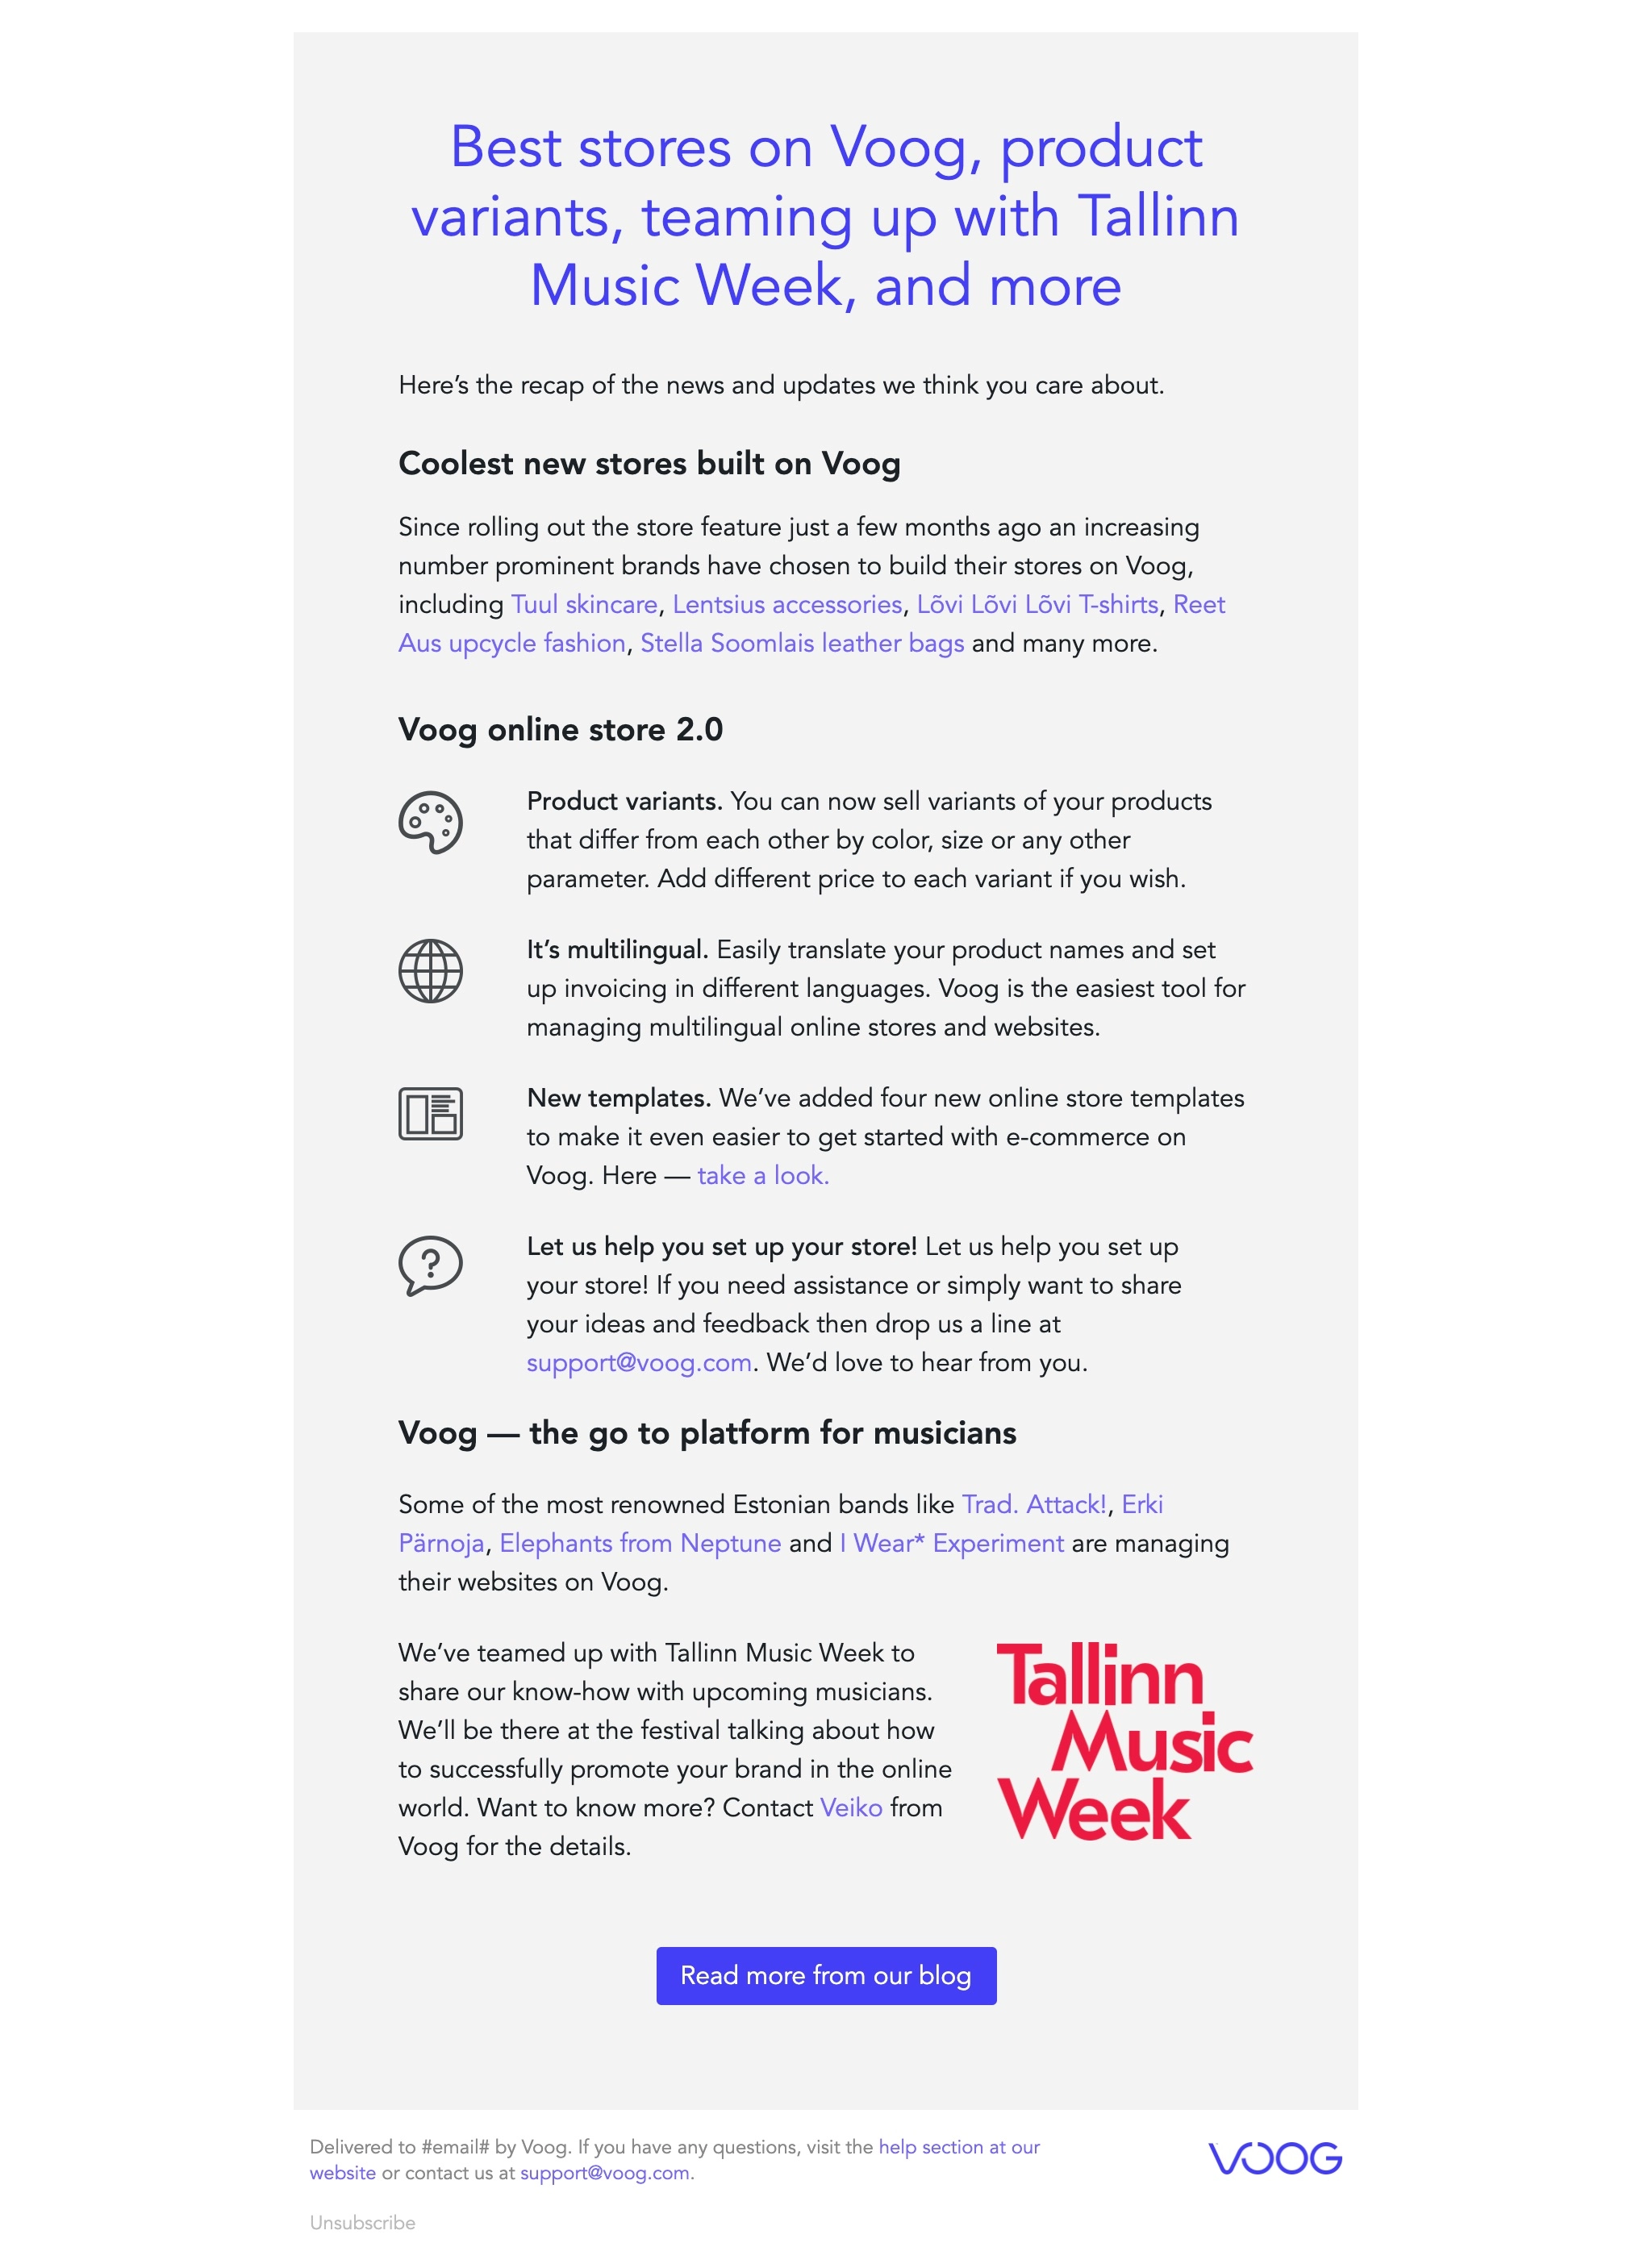 Best stores on Voog, product
variants, teaming up with Tallinn
Music Week, and more
Here’s the recap of the news and updates we think you care about.
Coolest new stores built on Voog
Since rolling out the store feature just a few months ago an increasing
number prominent brands have chosen to build their stores on Voog,
including Tuul skincare, Lentsius accessories, Lõvi Lõvi Lõvi T-shirts, Reet
Aus upcycle fashion, Stella Soomlais leather bags and many more.
Voog online store 2.0
Product variants. You can now sell variants of your products
that differ from each other by color, size or any other
parameter. Add different price to each variant if you wish.
It’s multilingual. Easily translate your product names and set
up invoicing in different languages. Voog is the easiest tool for
managing multilingual online stores and websites.
New templates. We’ve added four new online store templates
to make it even easier to get started with e-commerce on
Voog. Here — take a look.
?
Let us help you set up your store! Let us help you set up
your store! If you need assistance or simply want to share
your ideas and feedback then drop us a line at
support@voog.com. We’d love to hear from you.
Voog — the go to platform for musicians
Some of the most renowned Estonian bands like Trad. Attack!, Erki
Pärnoja, Elephants from Neptune and I Wear* Experiment are managing
their websites on Voog.
We’ve teamed up with Tallinn Music Week to
share our know-how with upcoming musicians.
We’ll be there at the festival talking about how
to successfully promote your brand in the online
world. Want to know more? Contact Veiko from
Voog for the details.
Tallinn
Music
Week
Read more from our blog
Delivered to #email# by Voog. If you have any questions, visit the help section at our
website or contact us at support@voog.com.
VOOG
Unsubscribe